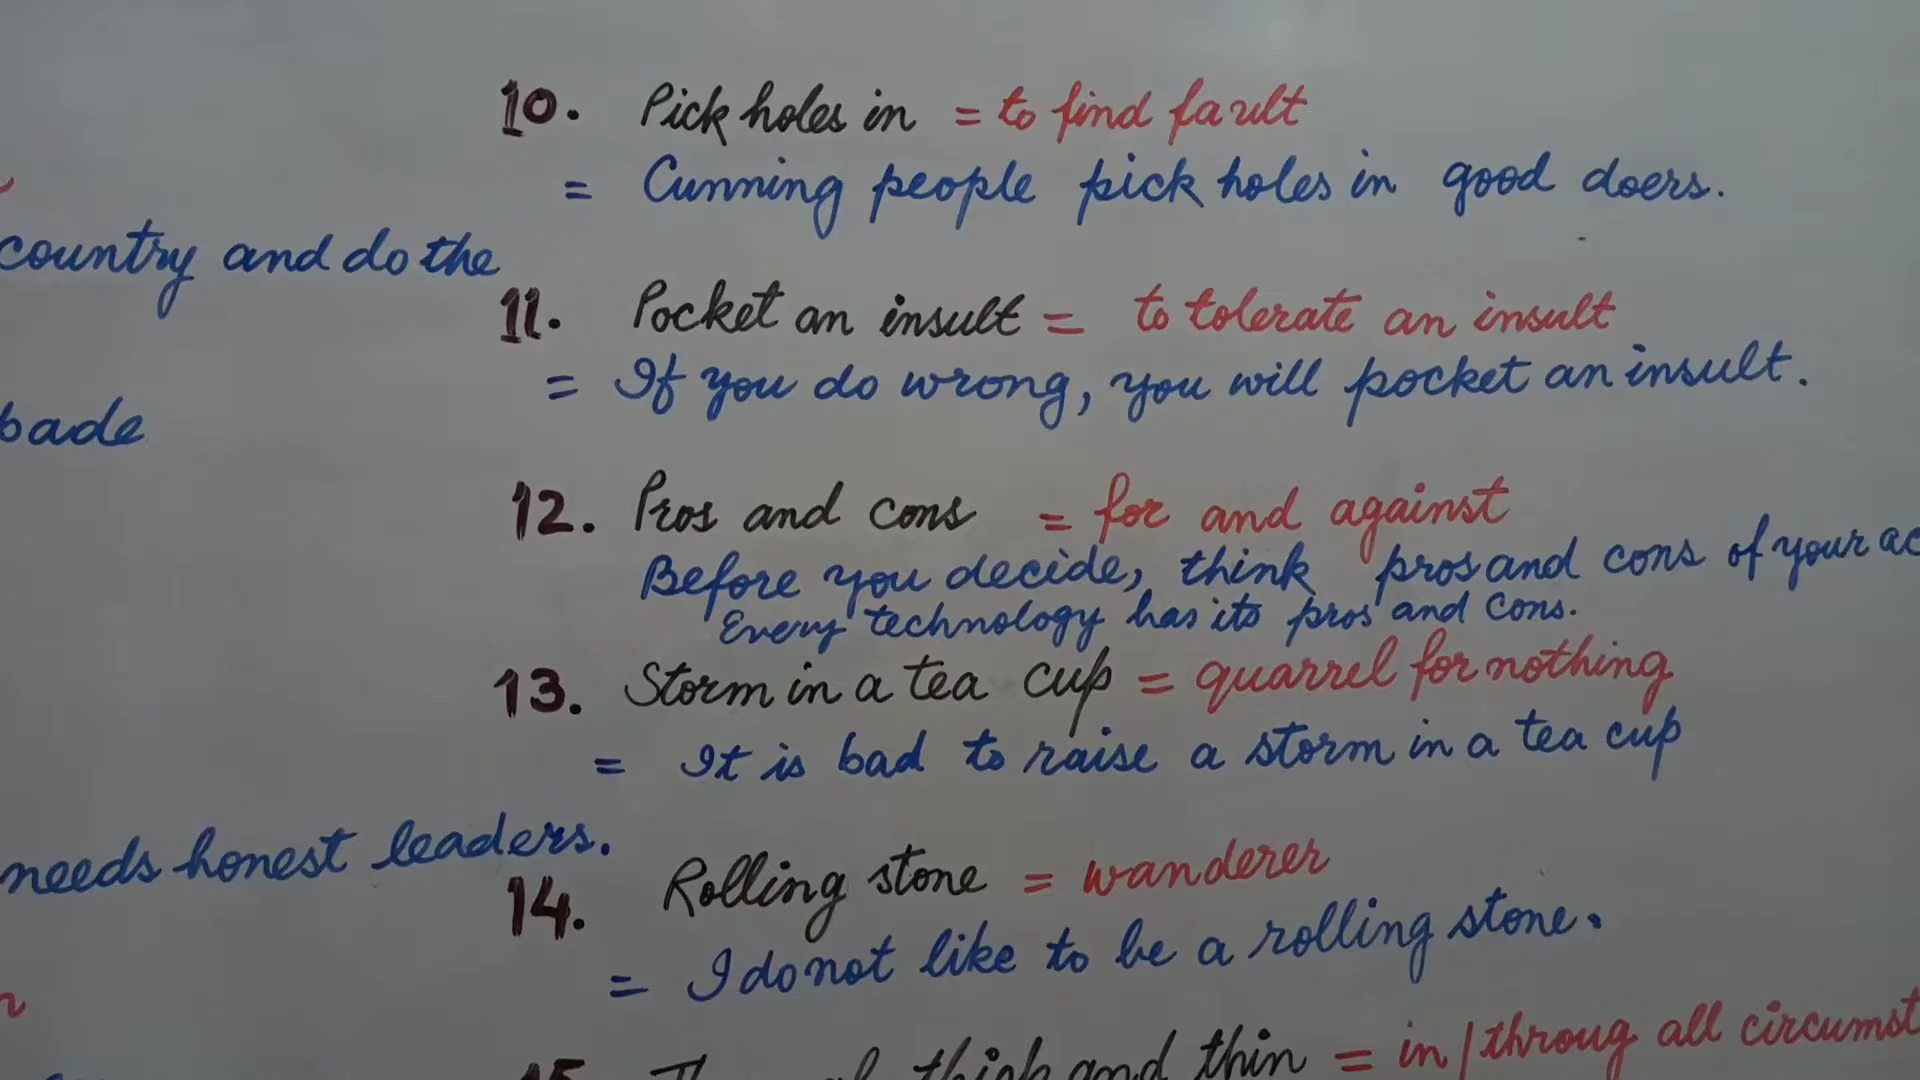 country and do the
bade
needs honest leaders.
10. Pick holes in = to find fault
= Cunning people pick holes in good doers.
11. Pocket an insult = to tolerate an insult
= If you do wrong, you will pocket an insult.
12. Pros and cons = for and against
Before you decide, think pros and cons of your
Every technology has its pros and cons.
13. Storm in a tea cup = quarrel for nothing
= It is bad to raise a storm in a tea cup
14. Rolling stone = wanderer
= I do not like to be a rolling stone.
thick and thin = in/throug all